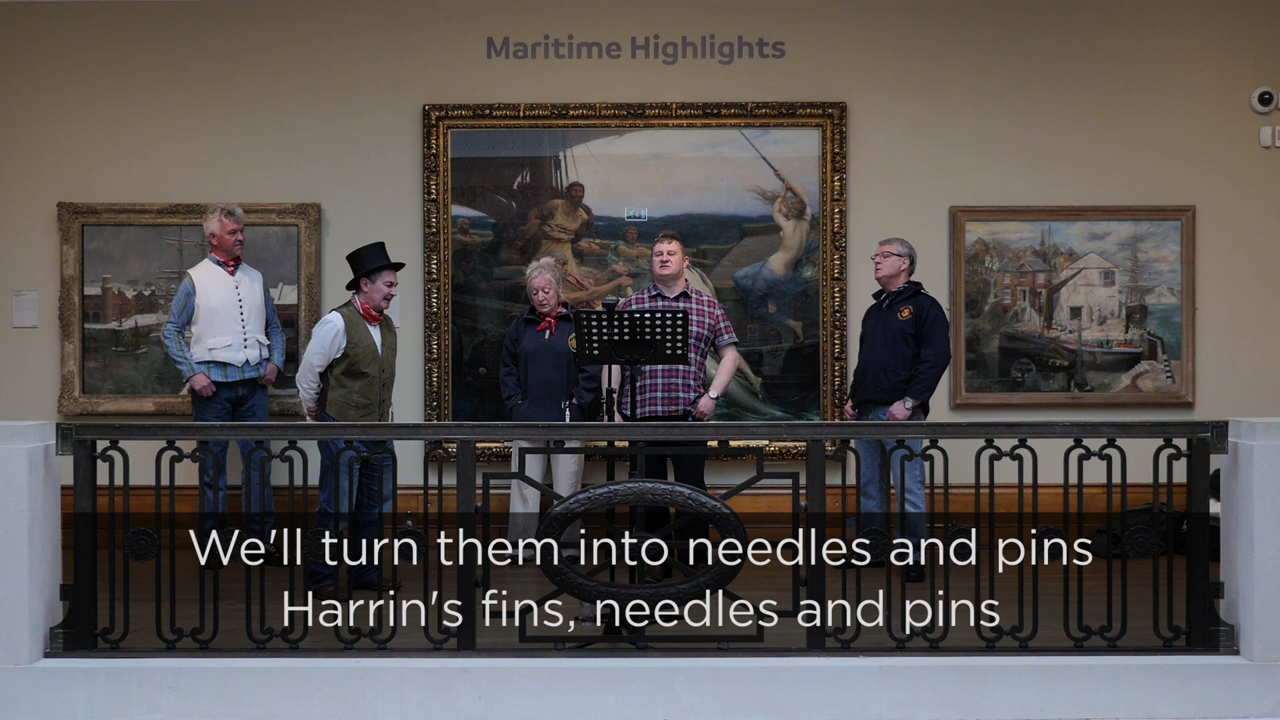 Maritime Highlights
We'll turn them into needles and pins
Harrin's fins, needles and pins